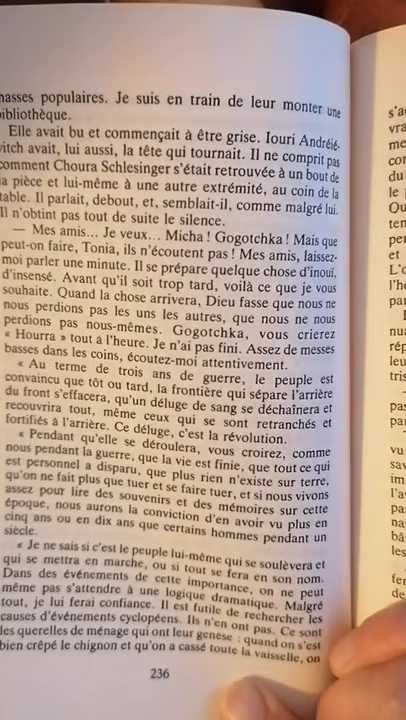 masses populaires. Je suis en train de leur monter une
bibliothèque.
Elle avait bu et commençait à être grise. Iouri Andréïé-
vitch avait, lui aussi, la tête qui tournait. Il ne comprit pas
comment Choura Schlesinger s'était retrouvée à un bout de
la pièce et lui-même à une autre extrémité, au coin de la
table. Il parlait, debout, et, semblait-il, comme malgré lui.
Il n'obtint pas tout de suite le silence.
— Mes amis... Je veux... Micha ! Gogotchka ! Mais que
peut-on faire, Tonia, ils n'écoutent pas ! Mes amis, laissez-
moi parler une minute. Il se prépare quelque chose d'inouï,
d'insensé. Avant qu'il soit trop tard, voilà ce que je vous
souhaite. Quand la chose arrivera, Dieu fasse que nous ne
nous perdions pas les uns les autres, que nous ne nous
perdions pas nous-mêmes. Gogotchka, vous crierez
« Hourra » tout à l'heure. Je n'ai pas fini. Assez de messes
basses dans les coins, écoutez-moi attentivement.
« Au terme de trois ans de guerre, le peuple est
convaincu que tôt ou tard, la frontière qui sépare l'arrière
du front s'effacera, qu'un déluge de sang se déchaînera et
recouvrira tout, même ceux qui se sont retranchés et
fortifiés à l'arrière. Ce déluge, c'est la révolution.
« Pendant qu'elle se déroulera, vous croirez, comme
nous pendant la guerre, que la vie est finie, que tout ce qui
est personnel a disparu, que plus rien n'existe sur terre,
qu'on ne fait plus que tuer et se faire tuer, et si nous vivons
assez pour lire des souvenirs et des mémoires sur cette
époque, nous aurons la conviction d'en avoir vu plus en
cinq ans ou en dix ans que certains hommes pendant un
siècle.
« Je ne sais si c'est le peuple lui-même qui se soulèvera et
qui se mettra en marche, ou si tout se fera en son nom.
Dans des événements de cette importance, on ne peut
même pas s'attendre à une logique dramatique. Malgré
tout, je lui ferai confiance. Il est futile de rechercher les
causes d'événements cyclopéens. Ils n'en ont pas. Ce sont
les querelles de ménage qui ont leur genèse : quand on s'est
bien crêpé le chignon et qu'on a cassé toute la vaisselle, on
236